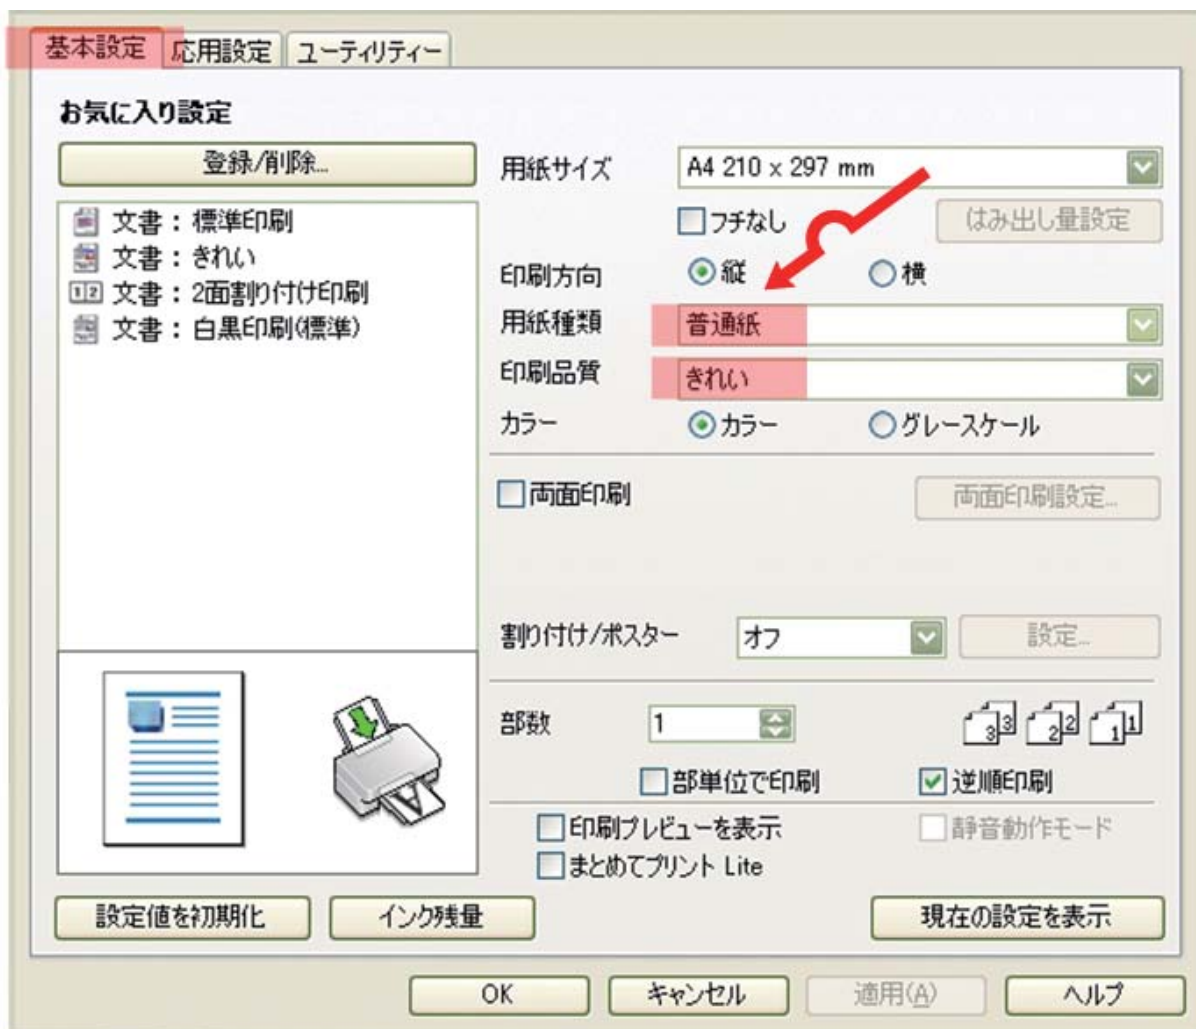 基本設定 応用設定 ユーティリティー
お気に入り設定
登録/削除...
文書：標準印刷
文書：きれい
12 文書：2面割り付け印刷
文書：白黒印刷(標準)
用紙サイズ A4 210 x 297 mm
フチなし はみ出し量設定
印刷方向 縦 横
用紙種類 普通紙
印刷品質 きれい
カラー カラー グレースケール
両面印刷 両面印刷設定...
割り付け/ポスター オフ 設定...
部数 1 3 3 2 2 1 1
部単位で印刷 逆順印刷
印刷プレビューを表示 静音動作モード
まとめてプリント Lite
設定値を初期化 インク残量 現在の設定を表示
OK キャンセル 適用(A) ヘルプ